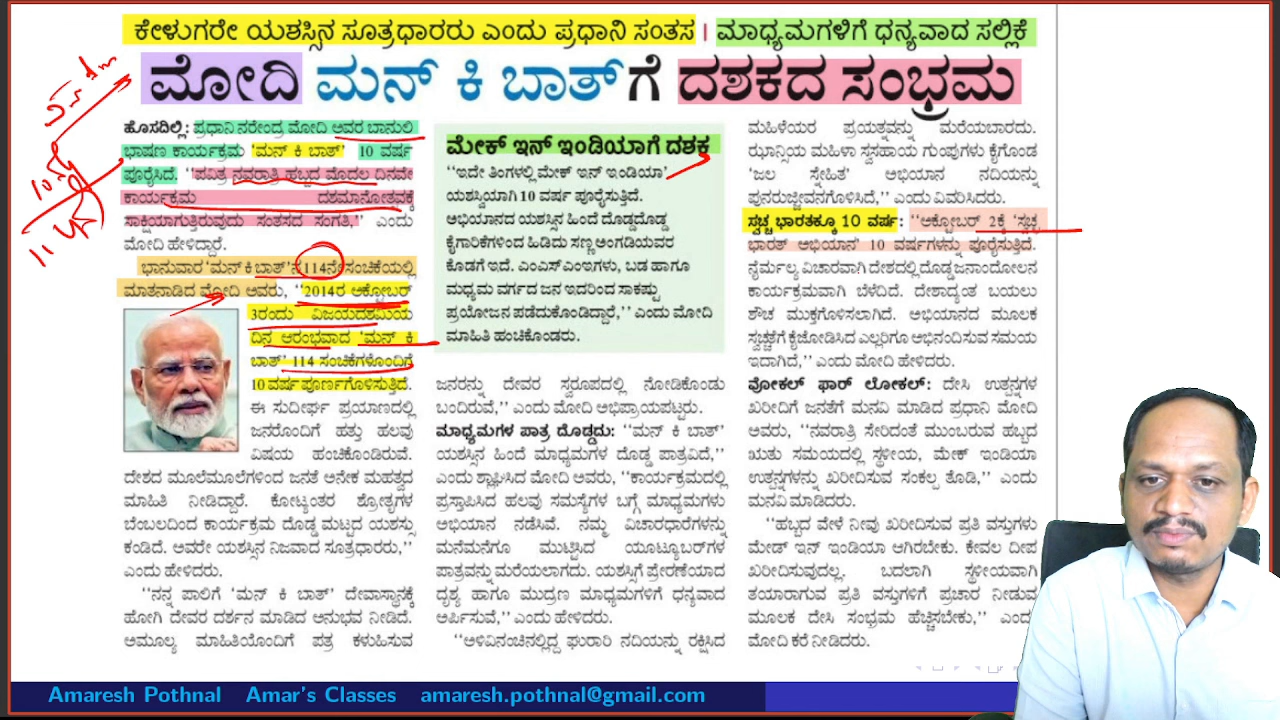 ಕೇಳುಗರೇ ಯಶಸ್ಸಿನ ಸೂತ್ರಧಾರರು ಎಂದು ಪ್ರಧಾನಿ ಸಂತಸ | ಮಾಧ್ಯಮಗಳಿಗೆ ಧನ್ಯವಾದ ಸಲ್ಲಿಕೆ
ಮೋದಿ ಮನ್ ಕಿ ಬಾತ್‌ಗೆ ದಶಕದ ಸಂಭ್ರಮ
ಹೊಸದಿಲ್ಲಿ: ಪ್ರಧಾನಿ ನರೇಂದ್ರ ಮೋದಿ ಅವರ ಬಾನುಲಿ
ಭಾಷಣ ಕಾರ್ಯಕ್ರಮ 'ಮನ್ ಕಿ ಬಾತ್' 10 ವರ್ಷ
ಪೂರೈಸಿದೆ. ''ಪವಿತ್ರ ನವರಾತ್ರಿ ಹಬ್ಬದ ಮೊದಲ ದಿನವೇ
ಕಾರ್ಯಕ್ರಮ ದಶಮಾನೋತ್ಸವಕ್ಕೆ
ಸಾಕ್ಷಿಯಾಗುತ್ತಿರುವುದು ಸಂತಸದ ಸಂಗತಿ,'' ಎಂದು
ಮೋದಿ ಹೇಳಿದ್ದಾರೆ.
ಭಾನುವಾರ 'ಮನ್ ಕಿ ಬಾತ್'ನ 114ನೇ ಸಂಚಿಕೆಯಲ್ಲಿ
ಮಾತನಾಡಿದ ಮೋದಿ ಅವರು, ''2014ರ ಅಕ್ಟೋಬರ್
3ರಂದು ವಿಜಯದಶಮಿಯ
ದಿನ ಆರಂಭವಾದ 'ಮನ್ ಕಿ
ಬಾತ್' 114 ಸಂಚಿಕೆಗಳೊಂದಿಗೆ
10 ವರ್ಷ ಪೂರ್ಣಗೊಳಿಸುತ್ತಿದೆ.
ಈ ಸುದೀರ್ಘ ಪ್ರಯಾಣದಲ್ಲಿ
ಜನರೊಂದಿಗೆ ಹತ್ತು ಹಲವು
ವಿಷಯ ಹಂಚಿಕೊಂಡಿರುವೆ.
ದೇಶದ ಮೂಲೆಮೂಲೆಗಳಿಂದ ಜನತೆ ಅನೇಕ ಮಹತ್ವದ
ಮಾಹಿತಿ ನೀಡಿದ್ದಾರೆ. ಕೋಟ್ಯಂತರ ಶ್ರೋತೃಗಳ
ಬೆಂಬಲದಿಂದ ಕಾರ್ಯಕ್ರಮ ದೊಡ್ಡ ಮಟ್ಟದ ಯಶಸ್ಸು
ಕಂಡಿದೆ. ಅವರೇ ಯಶಸ್ಸಿನ ನಿಜವಾದ ಸೂತ್ರಧಾರರು,''
ಎಂದು ಹೇಳಿದರು.
''ನನ್ನ ಪಾಲಿಗೆ 'ಮನ್ ಕಿ ಬಾತ್' ದೇವಾಸ್ಥಾನಕ್ಕೆ
ಹೋಗಿ ದೇವರ ದರ್ಶನ ಮಾಡಿದ ಅನುಭವ ನೀಡಿದೆ.
ಅಮೂಲ್ಯ ಮಾಹಿತಿಯೊಂದಿಗೆ ಪತ್ರ ಕಳುಹಿಸುವ
ಮೇಕ್ ಇನ್ ಇಂಡಿಯಾಗೆ ದಶಕ
''ಇದೇ ತಿಂಗಳಲ್ಲಿ ಮೇಕ್ ಇನ್ ಇಂಡಿಯಾ'
ಯಶಸ್ವಿಯಾಗಿ 10 ವರ್ಷ ಪೂರೈಸುತ್ತಿದೆ.
ಅಭಿಯಾನದ ಯಶಸ್ಸಿನ ಹಿಂದೆ ದೊಡ್ಡದೊಡ್ಡ
ಕೈಗಾರಿಕೆಗಳಿಂದ ಹಿಡಿದು ಸಣ್ಣ ಅಂಗಡಿಯವರ
ಕೊಡಗೆ ಇದೆ. ಎಂಎಸ್ಎಂಇಗಳು, ಬಡ ಹಾಗೂ
ಮಧ್ಯಮ ವರ್ಗದ ಜನ ಇದರಿಂದ ಸಾಕಷ್ಟು
ಪ್ರಯೋಜನ ಪಡೆದುಕೊಂಡಿದ್ದಾರೆ,'' ಎಂದು ಮೋದಿ
ಮಾಹಿತಿ ಹಂಚಿಕೊಂಡರು.
ಜನರನ್ನು ದೇವರ ಸ್ವರೂಪದಲ್ಲಿ ನೋಡಿಕೊಂಡು
ಬಂದಿರುವೆ,'' ಎಂದು ಮೋದಿ ಅಭಿಪ್ರಾಯಪಟ್ಟರು.
ಮಾಧ್ಯಮಗಳ ಪಾತ್ರ ದೊಡ್ಡದು: ''ಮನ್ ಕಿ ಬಾತ್'
ಯಶಸ್ಸಿನ ಹಿಂದೆ ಮಾಧ್ಯಮಗಳ ದೊಡ್ಡ ಪಾತ್ರವಿದೆ,''
ಎಂದು ಶ್ಲಾಘಿಸಿದ ಮೋದಿ ಅವರು, ''ಕಾರ್ಯಕ್ರಮದಲ್ಲಿ
ಪ್ರಸ್ತಾಪಿಸಿದ ಹಲವು ಸಮಸ್ಯೆಗಳ ಬಗ್ಗೆ ಮಾಧ್ಯಮಗಳು
ಅಭಿಯಾನ ನಡೆಸಿವೆ. ನಮ್ಮ ವಿಚಾರಧಾರೆಗಳನ್ನು
ಮನೆಮನೆಗೂ ಮುಟ್ಟಿಸಿದ ಯೂಟ್ಯೂಬರ್‌ಗಳ
ಪಾತ್ರವನ್ನು ಮರೆಯಲಾಗದು. ಯಶಸ್ಸಿಗೆ ಪ್ರೇರಣೆಯಾದ
ದೃಶ್ಯ ಹಾಗೂ ಮುದ್ರಣ ಮಾಧ್ಯಮಗಳಿಗೆ ಧನ್ಯವಾದ
ಅರ್ಪಿಸುವೆ,'' ಎಂದು ಹೇಳಿದರು.
''ಅಳಿವಿನಂಚಿನಲ್ಲಿದ್ದ ಘುರಾರಿ ನದಿಯನ್ನು ರಕ್ಷಿಸಿದ
ಮಹಿಳೆಯರ ಪ್ರಯತ್ನವನ್ನು ಮರೆಯಬಾರದು.
ಝಾನ್ಸಿಯ ಮಹಿಳಾ ಸ್ವಸಹಾಯ ಗುಂಪುಗಳು ಕೈಗೊಂಡ
'ಜಲ ಸ್ನೇಹಿತೆ' ಅಭಿಯಾನ ನದಿಯನ್ನು
ಪುನರುಜ್ಜೀವನಗೊಳಿಸಿದೆ,'' ಎಂದು ವಿವರಿಸಿದರು.
ಸ್ವಚ್ಛ ಭಾರತಕ್ಕೂ 10 ವರ್ಷ: ''ಅಕ್ಟೋಬರ್ 2ಕ್ಕೆ 'ಸ್ವಚ್ಛ
ಭಾರತ್ ಅಭಿಯಾನ' 10 ವರ್ಷಗಳನ್ನು ಪೂರೈಸುತ್ತಿದೆ.
ನೈರ್ಮಲ್ಯ ವಿಚಾರವಾಗಿ ದೇಶದಲ್ಲಿ ದೊಡ್ಡ ಜನಾಂದೋಲನ
ಕಾರ್ಯಕ್ರಮವಾಗಿ ಬೆಳೆದಿದೆ. ದೇಶಾದ್ಯಂತ ಬಯಲು
ಶೌಚ ಮುಕ್ತಗೊಳಿಸಲಾಗಿದೆ. ಅಭಿಯಾನದ ಮೂಲಕ
ಸ್ವಚ್ಛತೆಗೆ ಕೈಜೋಡಿಸಿದ ಎಲ್ಲರಿಗೂ ಅಭಿನಂದಿಸುವ ಸಮಯ
ಇದಾಗಿದೆ,'' ಎಂದು ಮೋದಿ ಹೇಳಿದರು.
ವೋಕಲ್ ಫಾರ್ ಲೋಕಲ್: ದೇಸಿ ಉತ್ಪನ್ನಗಳ
ಖರೀದಿಗೆ ಜನತೆಗೆ ಮನವಿ ಮಾಡಿದ ಪ್ರಧಾನಿ ಮೋದಿ
ಅವರು, ''ನವರಾತ್ರಿ ಸೇರಿದಂತೆ ಮುಂಬರುವ ಹಬ್ಬದ
ಋತು ಸಮಯದಲ್ಲಿ ಸ್ಥಳೀಯ, ಮೇಕ್ ಇಂಡಿಯಾ
ಉತ್ಪನ್ನಗಳನ್ನು ಖರೀದಿಸುವ ಸಂಕಲ್ಪ ತೊಡಿ,'' ಎಂದು
ಮನವಿ ಮಾಡಿದರು.
''ಹಬ್ಬದ ವೇಳೆ ನೀವು ಖರೀದಿಸುವ ಪ್ರತಿ ವಸ್ತುಗಳು
ಮೇಡ್ ಇನ್ ಇಂಡಿಯಾ ಆಗಿರಬೇಕು. ಕೇವಲ ದೀಪ
ಖರೀದಿಸುವುದಲ್ಲ. ಬದಲಾಗಿ ಸ್ಥಳೀಯವಾಗಿ
ತಯಾರಾಗುವ ಪ್ರತಿ ವಸ್ತುಗಳಿಗೆ ಪ್ರಚಾರ ನೀಡುವ
ಮೂಲಕ ದೇಸಿ ಸಂಭ್ರಮ ಹೆಚ್ಚಿಸಬೇಕು,'' ಎಂದ
ಮೋದಿ ಕರೆ ನೀಡಿದರು.
Amaresh Pothnal Amar's Classes amaresh.pothnal@gmail.com